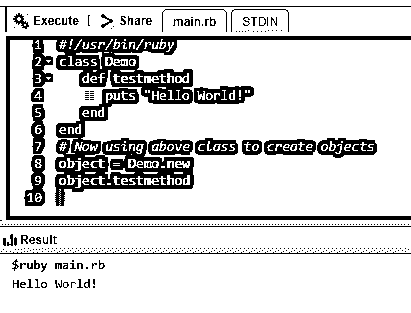 Execute | Share main.rb STDIN
1 #!/usr/bin/ruby
2 class Demo
3 def testmethod
4 puts "Hello World!"
5 end
6 end
7 # Now using above class to create objects
8 object = Demo.new
9 object.testmethod
10
Result
$ruby main.rb
Hello World!